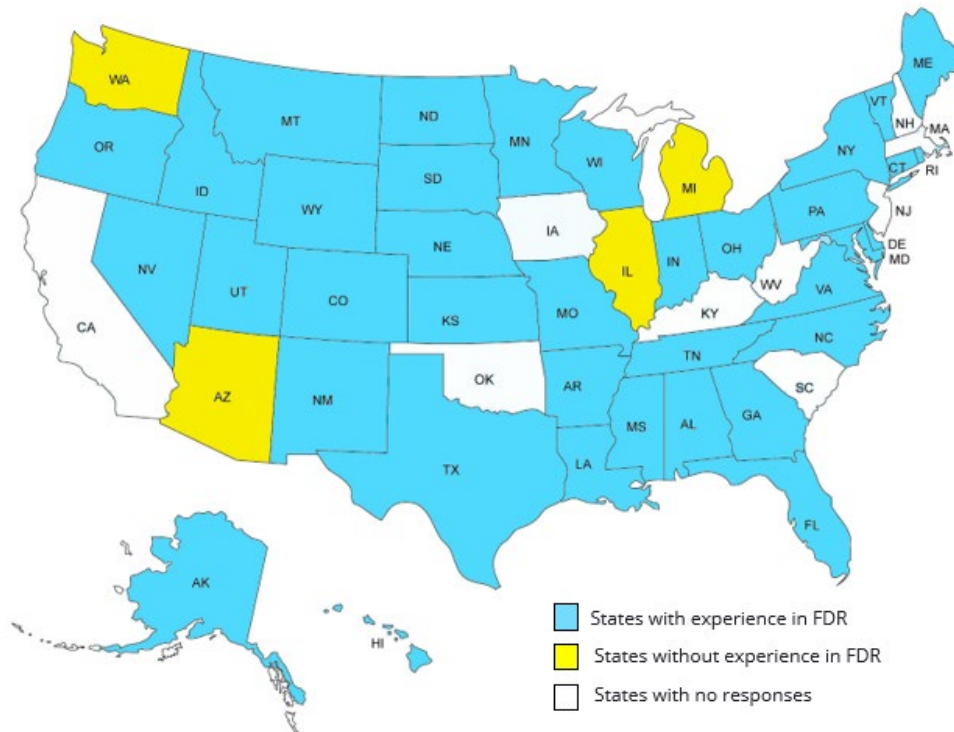 WA
ME
MT
ND
VT
NH
MA
OR
MN
NY
ID
SD
WI
CT
RI
WY
MI
PA
NJ
IA
NE
NV
OH
DE
IL
IN
MD
UT
CO
WV
VA
CA
KS
MO
KY
NC
TN
AZ
NM
OK
AR
SC
MS
AL
GA
TX
LA
FL
AK
HI
States with experience in FDR
States without experience in FDR
States with no responses